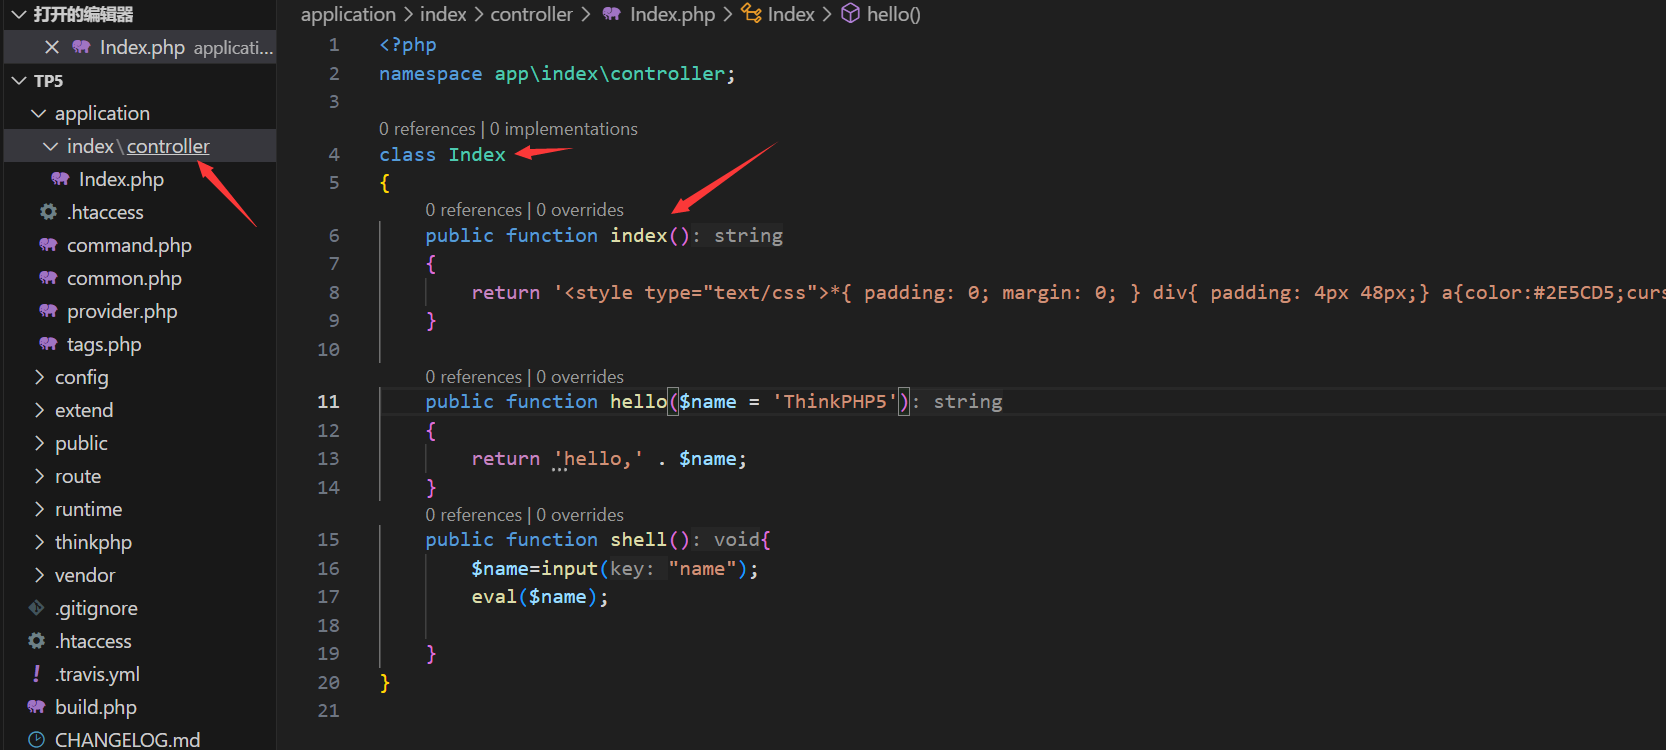 打开的编辑器
Index.php applicati...
TP5
application
index\controller
Index.php
.htaccess
command.php
common.php
provider.php
tags.php
config
extend
public
route
runtime
thinkphp
vendor
.gitignore
.htaccess
.travis.yml
build.php
CHANGELOG.md
application > index > controller > Index.php > Index > hello()
1 <?php
2 namespace app\index\controller;
3
0 references | 0 implementations
4 class Index
5 {
0 references | 0 overrides
6 public function index(): string
7 {
8 return '<style type="text/css">*{ padding: 0; margin: 0; } div{ padding: 4px 48px;} a{color:#2E5CD5;curs
9 }
10
0 references | 0 overrides
11 public function hello($name = 'ThinkPHP5'): string
12 {
13 return 'hello,' . $name;
14 }
0 references | 0 overrides
15 public function shell(): void{
16 $name=input(key: "name");
17 eval($name);
18
19 }
20 }
21